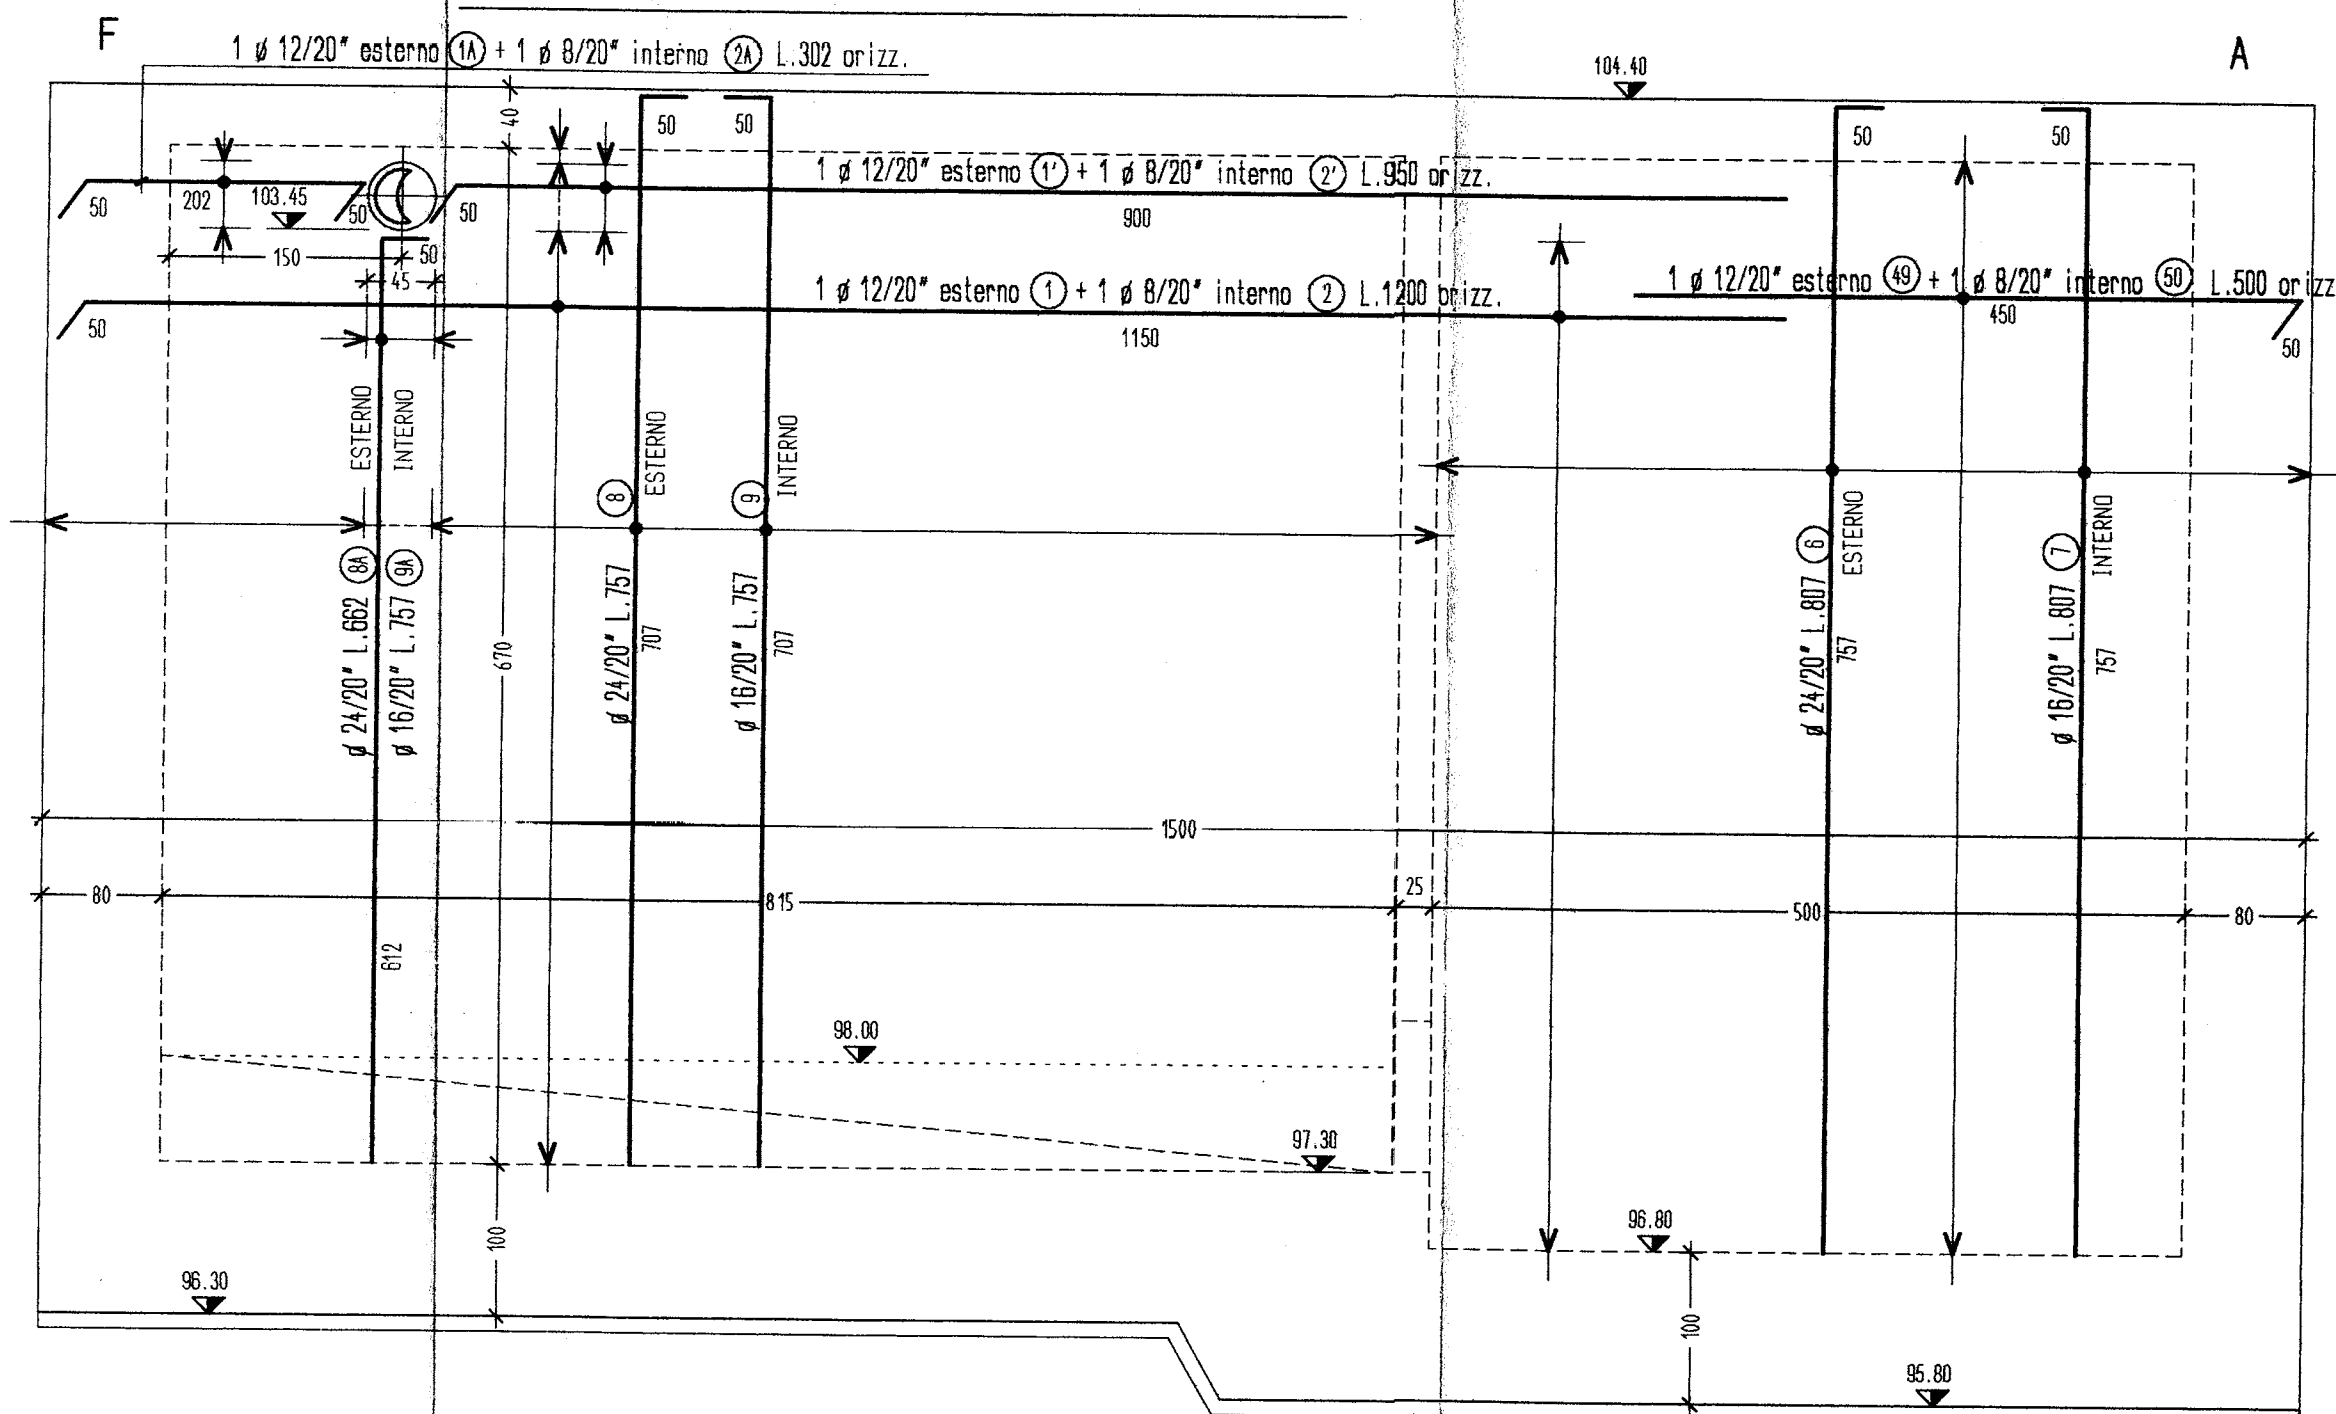 F
A
1 ø 12/20" esterno 1A + 1 ø 8/20" interno 2A L.302 orizz.
104.40
40
50
50
50
50
1 ø 12/20" esterno 1' + 1 ø 8/20" interno 2' L.950 orizz.
50
202
103.45
50
50
900
150
50
45
1 ø 12/20" esterno 1 + 1 ø 8/20" interno 2 L.1200 orizz.
1 ø 12/20" esterno 49 + 1 ø 8/20" interno 50 L.500 orizz
50
1150
450
50
ESTERNO
INTERNO
ESTERNO
INTERNO
ESTERNO
INTERNO
ø 24/20" L.662 8A
ø 16/20" L.757 9A
ø 24/20" L.757 8
ø 16/20" L.757 9
ø 24/20" L.807 6
ø 16/20" L.807 7
670
707
707
757
757
1500
80
815
25
500
80
612
98.00
97.30
96.80
100
96.30
100
95.80